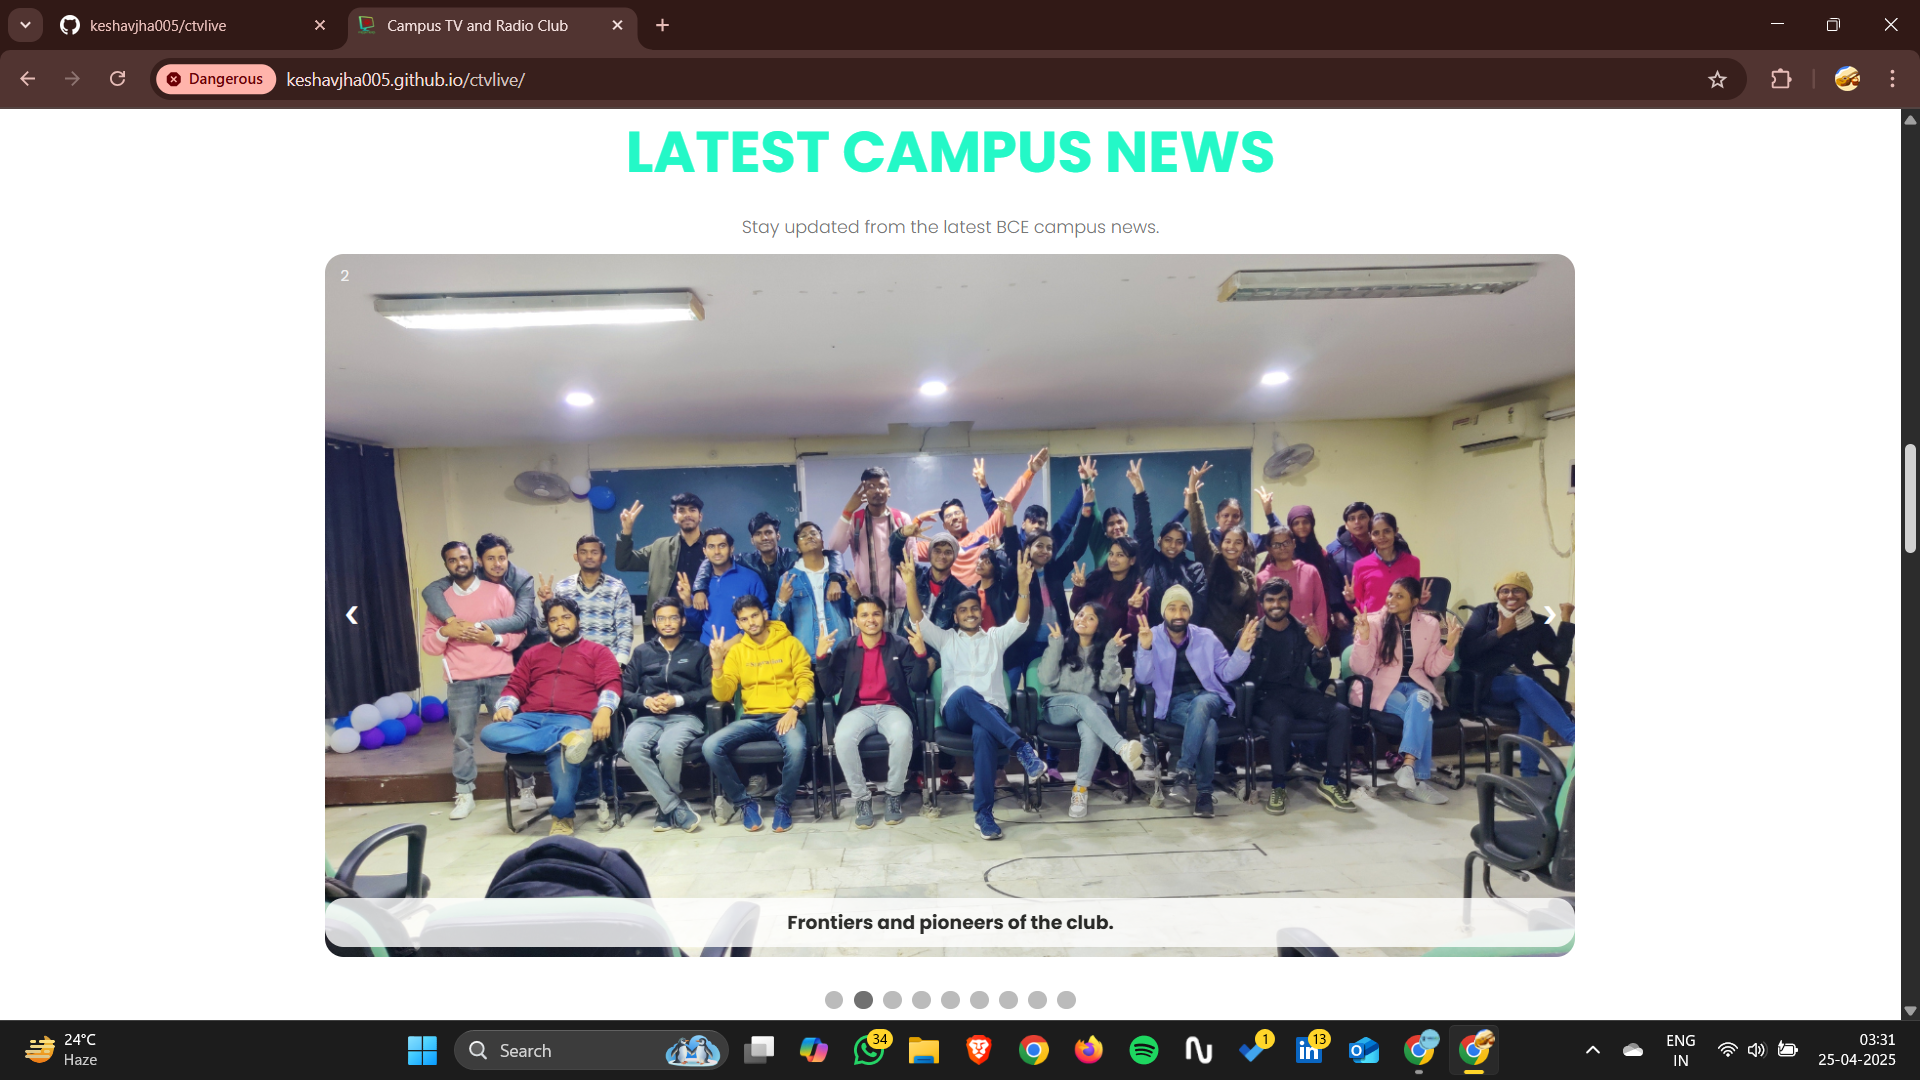 keshavjha005/ctvlive
Campus TV and Radio Club
Dangerous
keshavjha005.github.io/ctvlive/
LATEST CAMPUS NEWS
Stay updated from the latest BCE campus news.
2
Frontiers and pioneers of the club.
24°C
Haze
Search
34
1
13
ENG
IN
03:31
25-04-2025